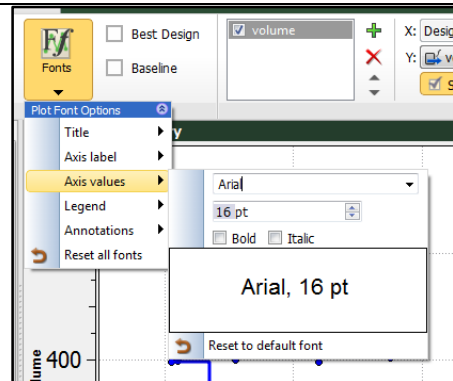 Fonts
Best Design
Baseline
volume
X: Desig
Y:
Plot Font Options
Title
Axis label
Axis values
Legend
Annotations
Reset all fonts
Arial
16 pt
Bold Italic
Arial, 16 pt
Reset to default font
400